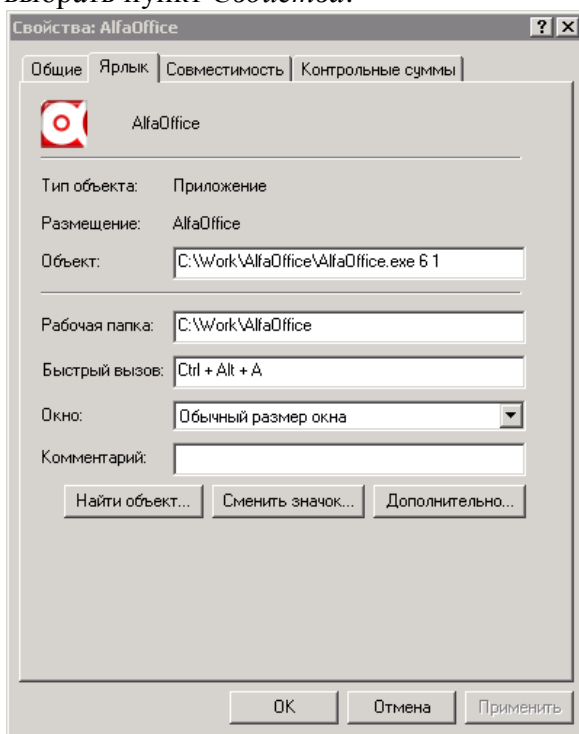 выбрать пункт Свойства.
Свойства: AlfaOffice
Общие Ярлык Совместимость Контрольные суммы
AlfaOffice
Тип объекта: Приложение
Размещение: AlfaOffice
Объект: C:\Work\AlfaOffice\AlfaOffice.exe 6 1
Рабочая папка: C:\Work\AlfaOffice
Быстрый вызов: Ctrl + Alt + A
Окно: Обычный размер окна
Комментарий:
Найти объект... Сменить значок... Дополнительно...
OK Отмена Применить